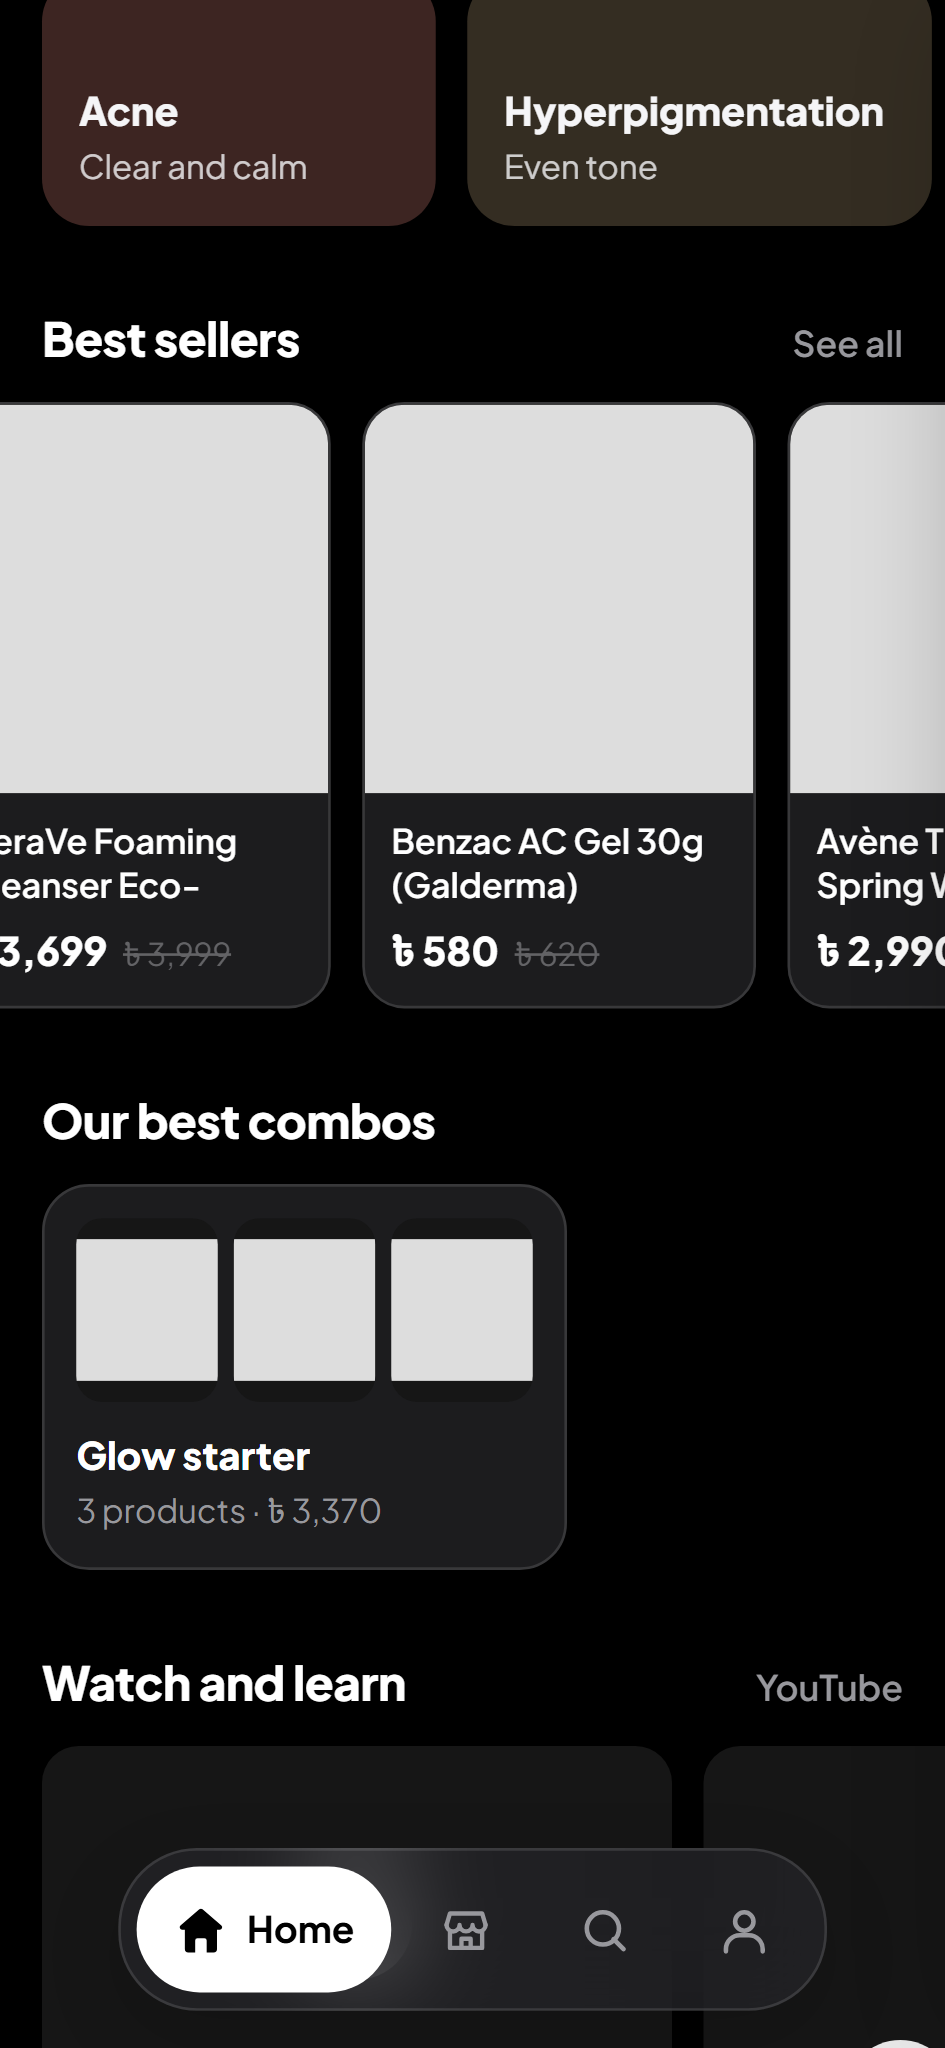 Acne
Clear and calm
Hyperpigmentation
Even tone
Best sellers
See all
eraVe Foaming
eanser Eco-
3,699 ৳ 3,999
Benzac AC Gel 30g
(Galderma)
৳ 580 ৳ 620
Avène T
Spring W
৳ 2,990
Our best combos
Glow starter
3 products · ৳ 3,370
Watch and learn
YouTube
Home